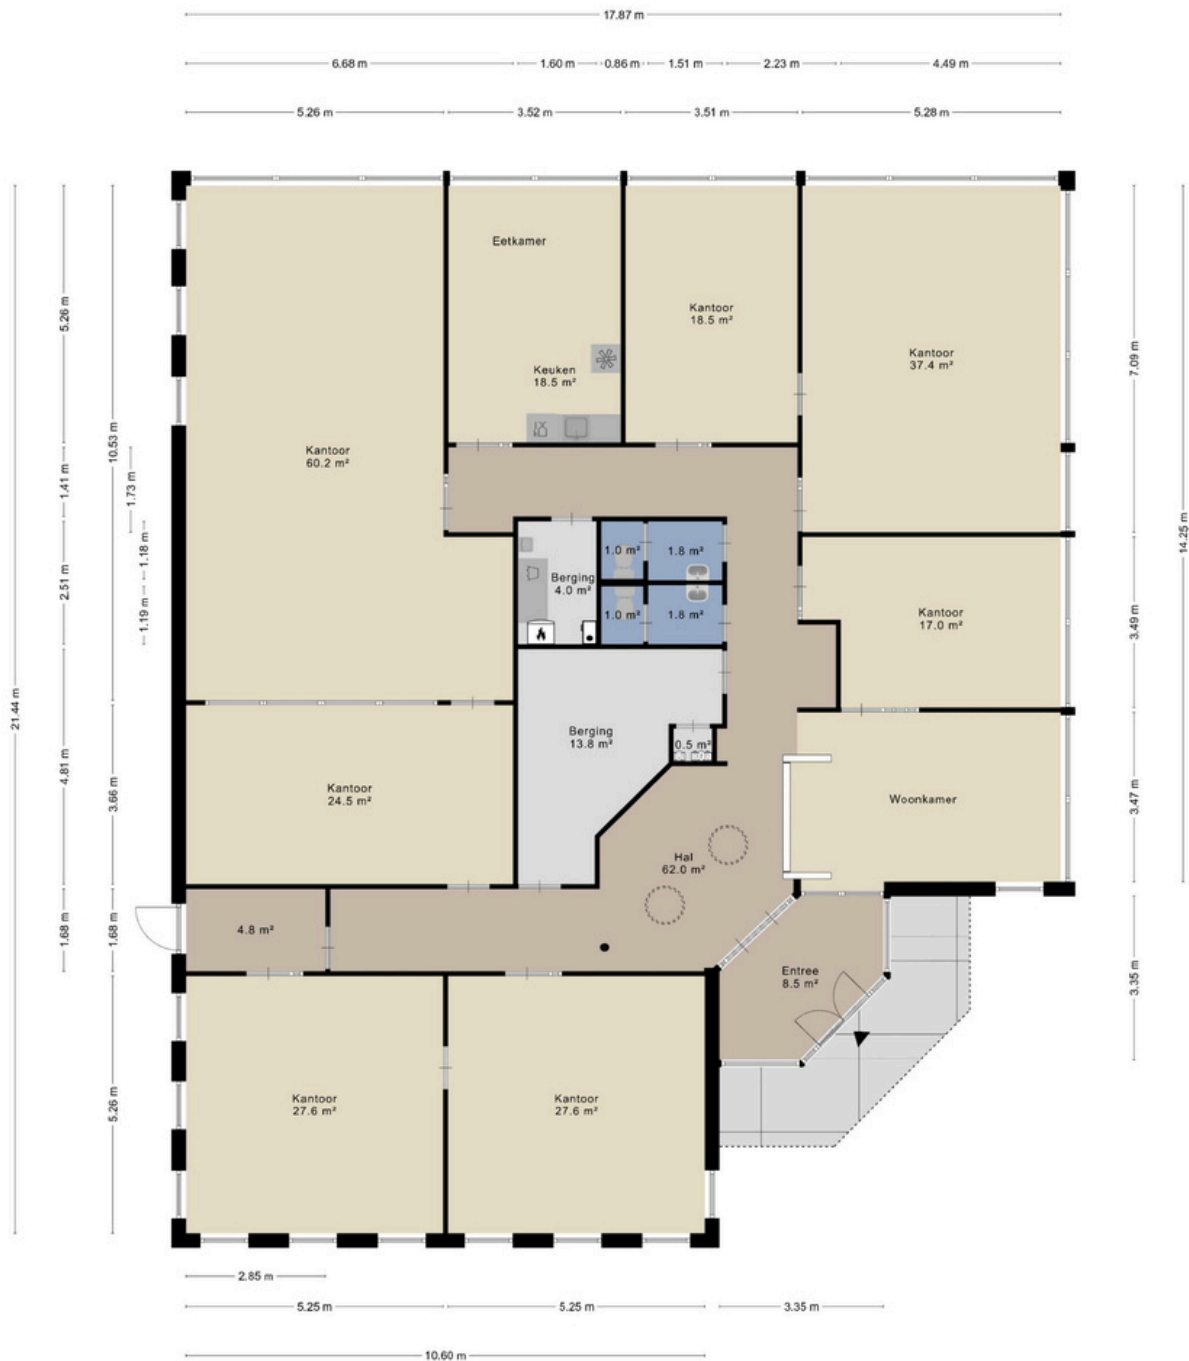 17.87 m
6.68 m
1.60 m
0.86 m
1.51 m
2.23 m
4.49 m
5.26 m
3.52 m
3.51 m
5.28 m
21.44 m
5.26 m
1.41 m
2.51 m
4.81 m
1.68 m
10.53 m
3.66 m
1.68 m
5.26 m
1.73 m
1.18 m
1.19 m
Eetkamer
Keuken
18.5 m²
Kantoor
18.5 m²
Kantoor
37.4 m²
Kantoor
60.2 m²
Berging
4.0 m²
1.0 m²
1.8 m²
1.0 m²
1.8 m²
Kantoor
17.0 m²
Berging
13.8 m²
0.5 m²
Kantoor
24.5 m²
Woonkamer
Hal
62.0 m²
4.8 m²
Entree
8.5 m²
Kantoor
27.6 m²
Kantoor
27.6 m²
7.09 m
3.49 m
3.47 m
3.35 m
14.25 m
2.85 m
5.25 m
5.25 m
3.35 m
10.60 m